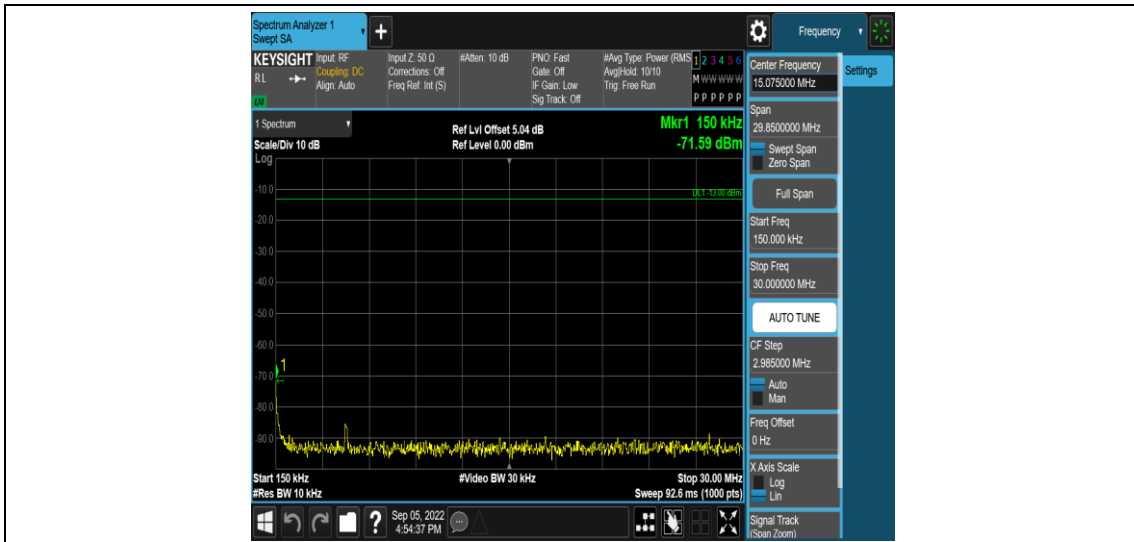 Spectrum Analyzer 1
Swept SA
+
Frequency
KEYSIGHT
RL
Input: RF
Coupling: DC
Align: Auto
Input Z: 50 Ω
Corrections: Off
Freq Ref: Int (S)
#Atten: 10 dB
PNO: Fast
Gate: Off
IF Gain: Low
Sig Track: Off
#Avg Type: Power (RMS
Avg|Hold: 10/10
Trig: Free Run
1 2 3 4 5 6
M W W W W W
P P P P P P
1 Spectrum
Scale/Div 10 dB
Log
Ref Lvl Offset 5.04 dB
Ref Level 0.00 dBm
Mkr1 150 kHz
-71.59 dBm
DL1 -13.00 dBm
-10.0
-20.0
-30.0
-40.0
-50.0
-60.0
-70.0
-80.0
-90.0
1
Start 150 kHz
#Res BW 10 kHz
#Video BW 30 kHz
Stop 30.00 MHz
Sweep 92.6 ms (1000 pts)
Center Frequency
15.075000 MHz
Settings
Span
29.8500000 MHz
Swept Span
Zero Span
Full Span
Start Freq
150.000 kHz
Stop Freq
30.000000 MHz
AUTO TUNE
CF Step
2.985000 MHz
Auto
Man
Freq Offset
0 Hz
X Axis Scale
Log
Lin
Signal Track
(Span Zoom)
?
Sep 05, 2022
4:54:37 PM